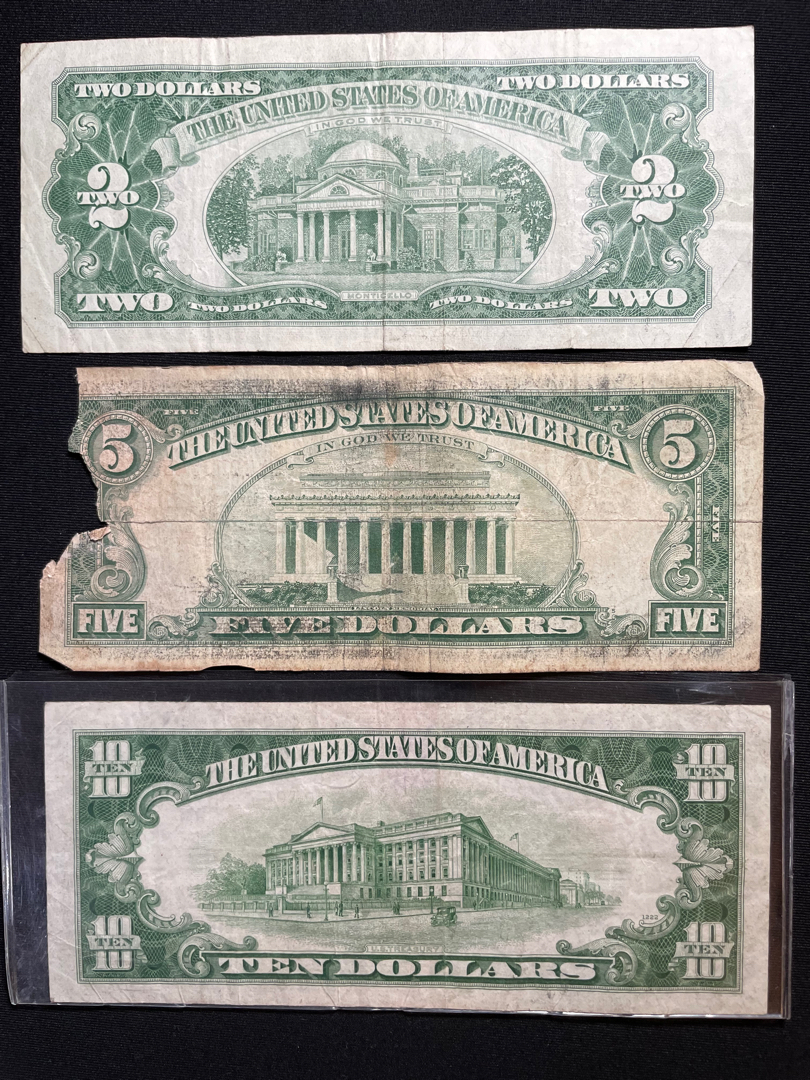 TWO DOLLARS TWO DOLLARS
THE UNITED STATES OF AMERICA
IN GOD WE TRUST
2 2
TWO TWO
MONTICELLO
TWO TWO DOLLARS TWO DOLLARS TWO
FIVE FIVE
5 5
THE UNITED STATES OF AMERICA
IN GOD WE TRUST
FIVE
FIVE FIVE
FIVE DOLLARS
10 10
TEN TEN
THE UNITED STATES OF AMERICA
1222
10 10
TEN TEN
U.S. TREASURY
TEN DOLLARS